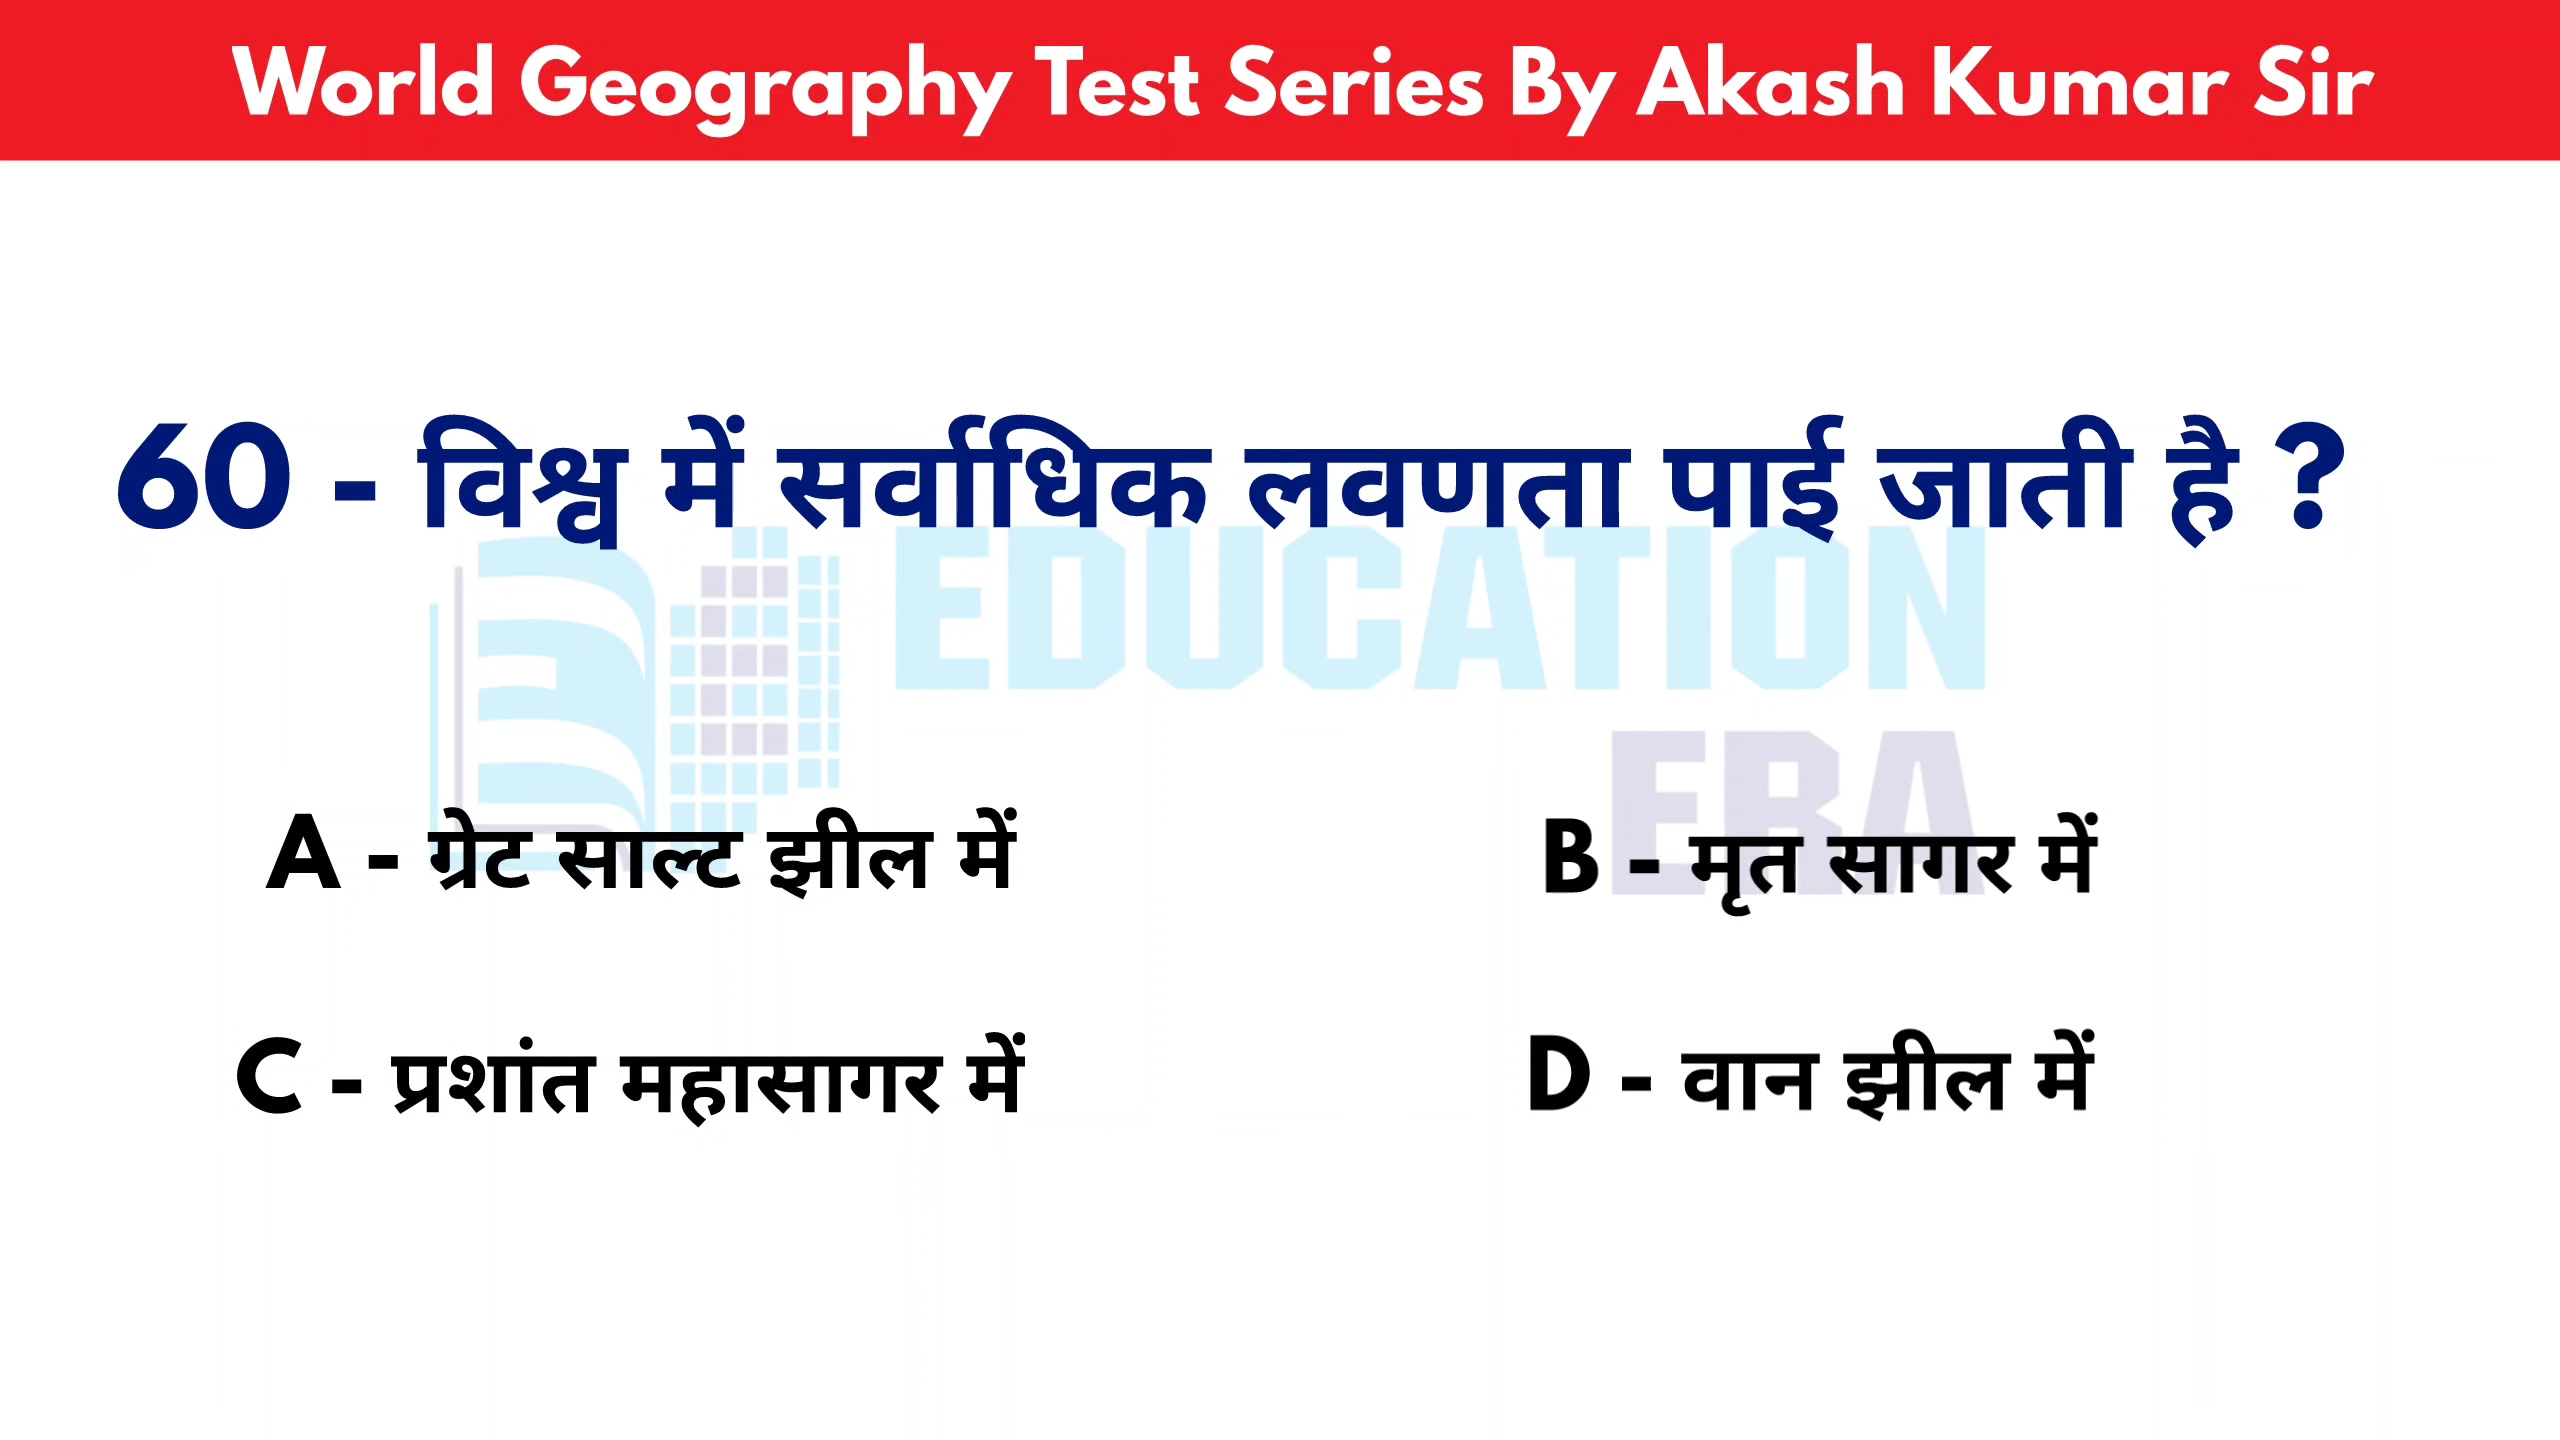 World Geography Test Series By Akash Kumar Sir
60 - विश्व में सर्वाधिक लवणता पाई जाती है ?
EDUCATION
ERA
A - ग्रेट साल्ट झील में
B - मृत सागर में
C - प्रशांत महासागर में
D - वान झील में